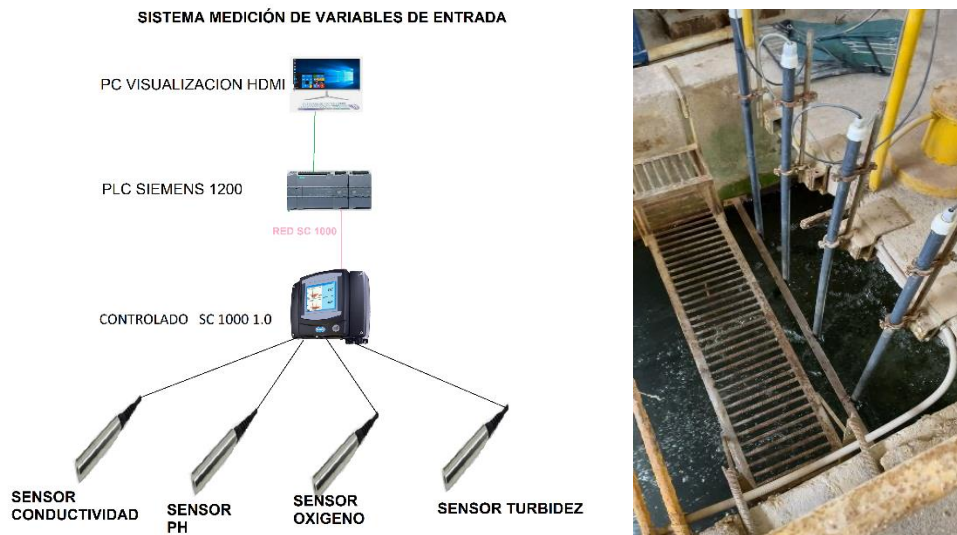 SISTEMA MEDICIÓN DE VARIABLES DE ENTRADA
PC VISUALIZACION HDMI
PLC SIEMENS 1200
RED SC 1000
CONTROLADO SC 1000 1.0
SENSOR
CONDUCTIVIDAD
SENSOR
PH
SENSOR
OXIGENO
SENSOR TURBIDEZ